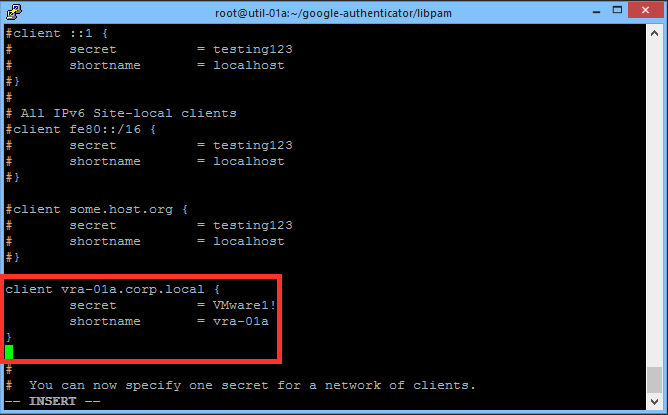 root@util-01a:~/google-authenticator/libpam
#client ::1 {
#       secret          = testing123
#       shortname       = localhost
#}
#
# All IPv6 Site-local clients
#client fe80::/16 {
#       secret          = testing123
#       shortname       = localhost
#}
#client some.host.org {
#       secret          = testing123
#       shortname       = localhost
#}
client vra-01a.corp.local {
        secret          = VMware1!
        shortname       = vra-01a
}
#
#  You can now specify one secret for a network of clients.
-- INSERT --